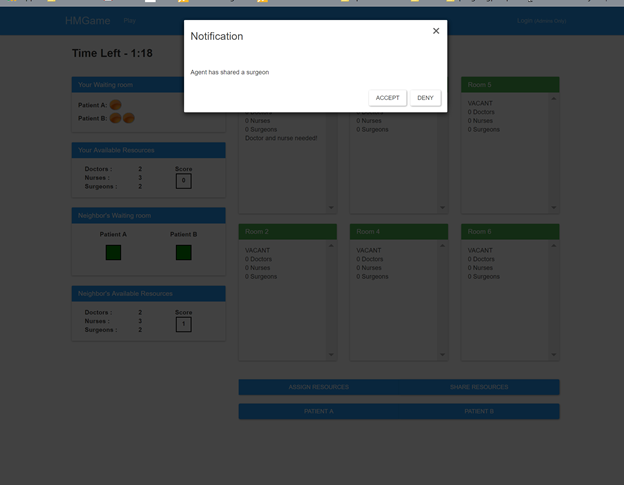 HMGame
Play
Time Left - 1:18
Notification
Agent has shared a surgeon
ACCEPT
DENY
Your Waiting room
Patient A:
Patient B:
Your Available Resources
Doctors : 2
Nurses : 3
Surgeons : 2
Score
0
Neighbor's Waiting room
Patient A
Patient B
Neighbor's Available Resources
Doctors : 2
Nurses : 2
Surgeons : 2
Score
1
0 Nurses
0 Surgeons
Doctor and nurse needed!
0 Nurses
0 Surgeons
Room 5
VACANT
0 Doctors
0 Nurses
0 Surgeons
Room 2
VACANT
0 Doctors
0 Nurses
0 Surgeons
Room 4
VACANT
0 Doctors
0 Nurses
0 Surgeons
Room 6
VACANT
0 Doctors
0 Nurses
0 Surgeons
ASSIGN RESOURCES
SHARE RESOURCES
PATIENT A
PATIENT B